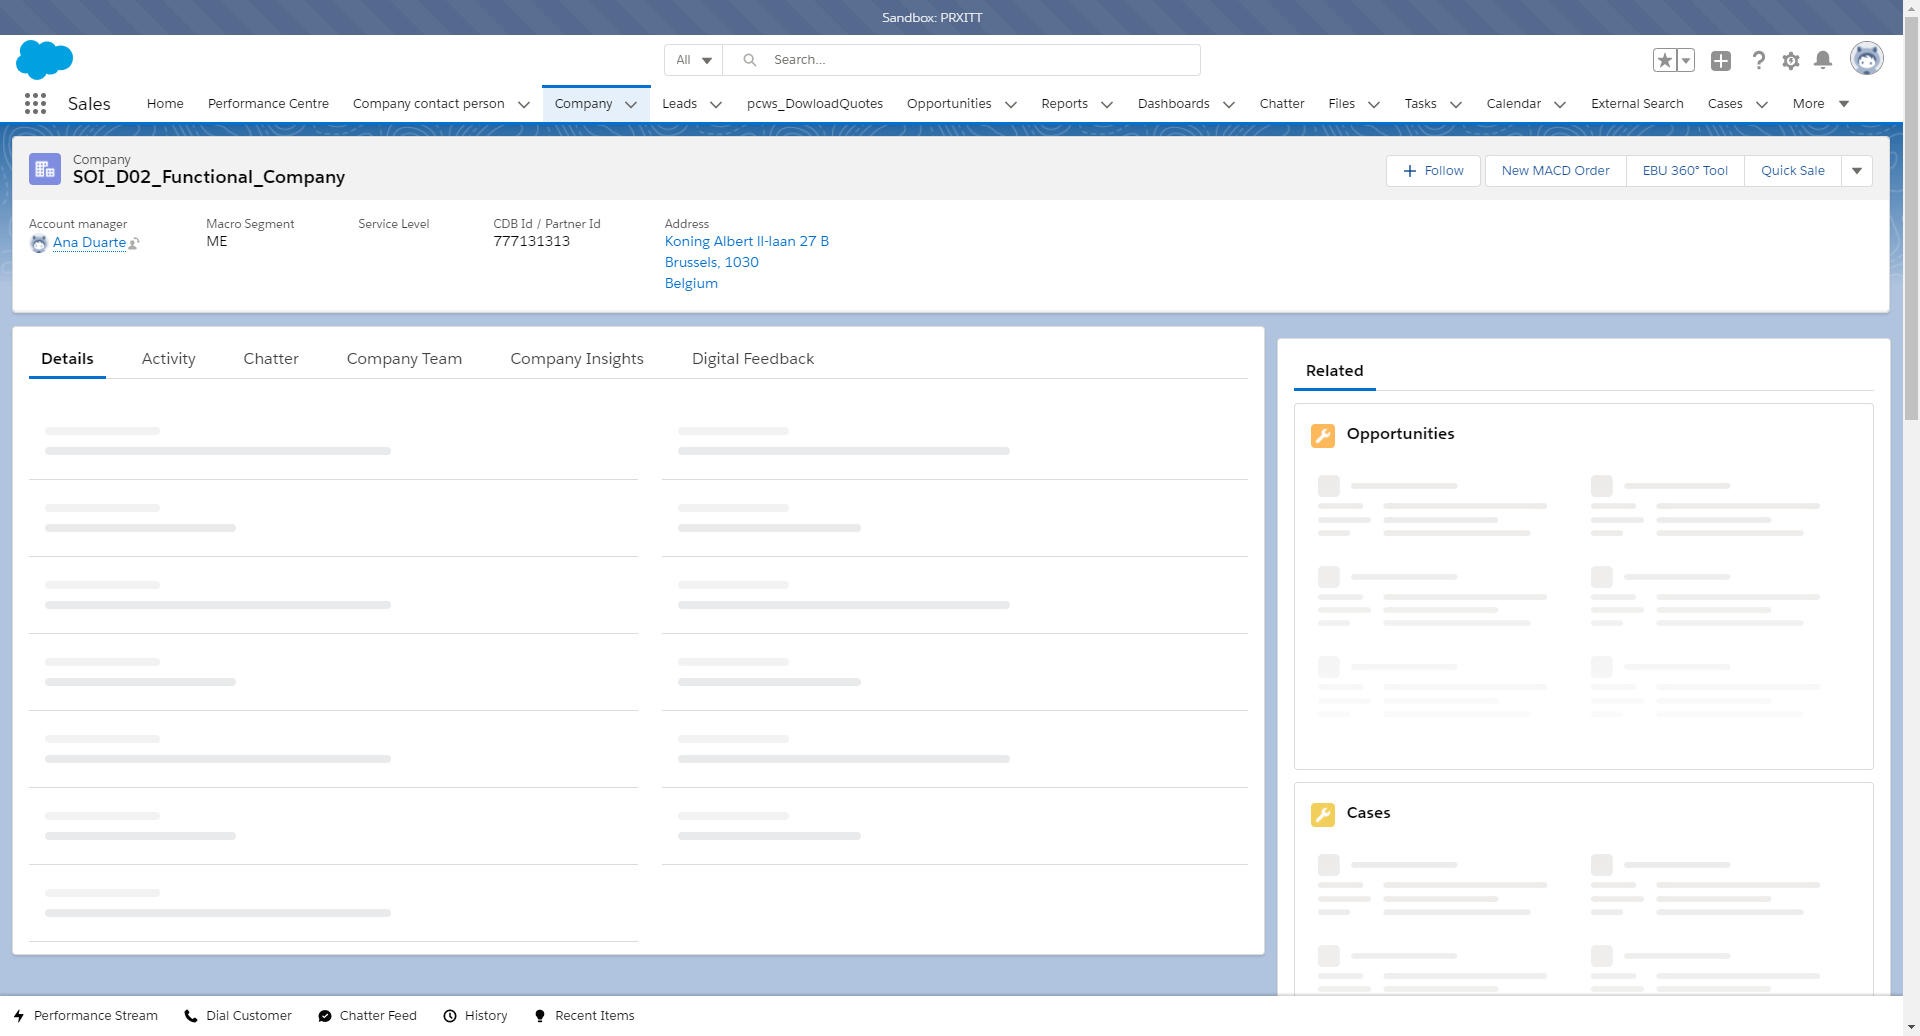 Sandbox: PRXITT
All
Search...
Sales
Home
Performance Centre
Company contact person
Company
Leads
pcws_DowloadQuotes
Opportunities
Reports
Dashboards
Chatter
Files
Tasks
Calendar
External Search
Cases
More
Company
SOI_D02_Functional_Company
Follow
New MACD Order
EBU 360° Tool
Quick Sale
Account manager
Ana Duarte
Macro Segment
ME
Service Level
CDB Id / Partner Id
777131313
Address
Koning Albert II-laan 27 B
Brussels, 1030
Belgium
Details
Activity
Chatter
Company Team
Company Insights
Digital Feedback
Related
Opportunities
Cases
Performance Stream
Dial Customer
Chatter Feed
History
Recent Items